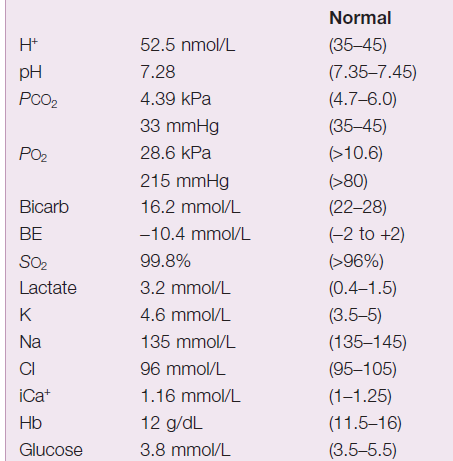 Normal
H⁺ 52.5 nmol/L (35–45)
pH 7.28 (7.35–7.45)
PCO₂ 4.39 kPa (4.7–6.0)
33 mmHg (35–45)
PO₂ 28.6 kPa (>10.6)
215 mmHg (>80)
Bicarb 16.2 mmol/L (22–28)
BE –10.4 mmol/L (–2 to +2)
SO₂ 99.8% (>96%)
Lactate 3.2 mmol/L (0.4–1.5)
K 4.6 mmol/L (3.5–5)
Na 135 mmol/L (135–145)
Cl 96 mmol/L (95–105)
iCa⁺ 1.16 mmol/L (1–1.25)
Hb 12 g/dL (11.5–16)
Glucose 3.8 mmol/L (3.5–5.5)